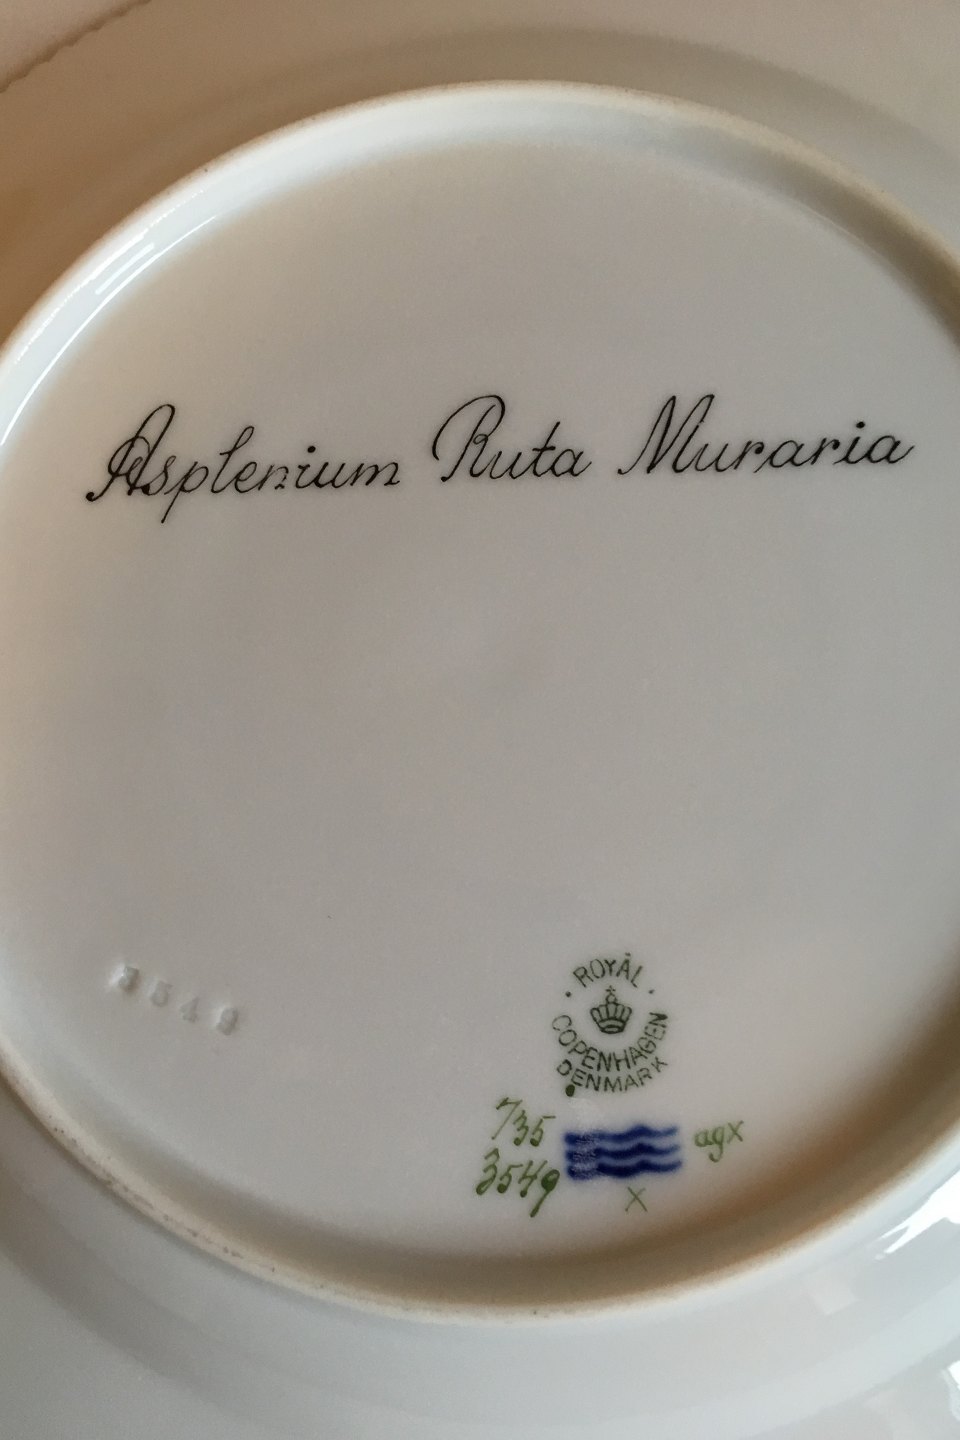 Asplenium Ruta Muraria
3549
ROYAL
COPENHAGEN
DENMARK
735
3549
agx
X